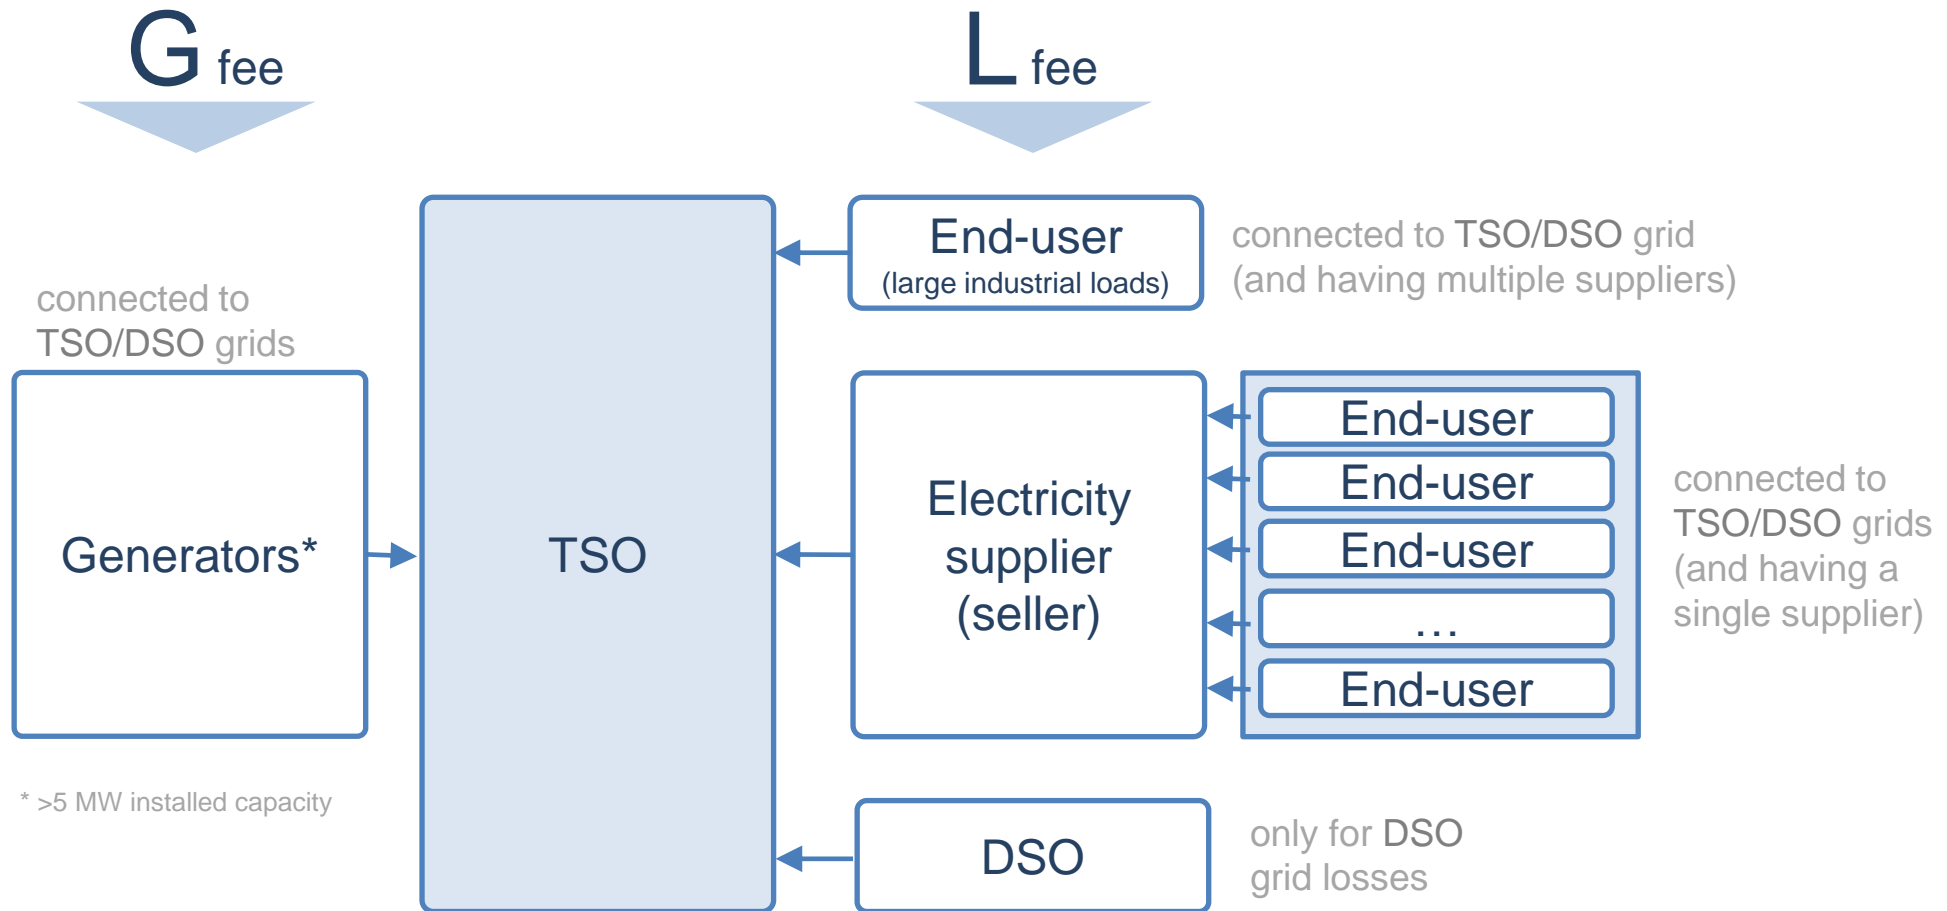 G fee
L fee
End-user
(large industrial loads)
connected to TSO/DSO grid
(and having multiple suppliers)
connected to
TSO/DSO grids
Generators*
* >5 MW installed capacity
TSO
Electricity
supplier
(seller)
End-user
End-user
End-user
…
End-user
connected to
TSO/DSO grids
(and having a
single supplier)
DSO
only for DSO
grid losses